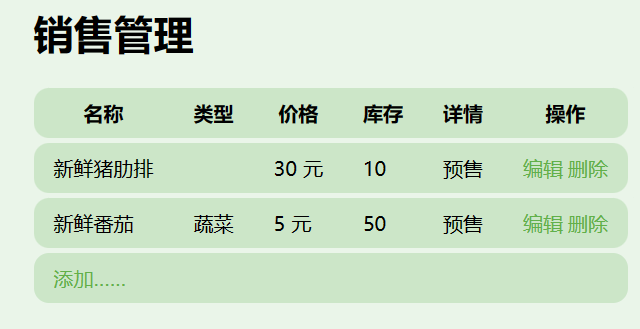 销售管理
名称 类型 价格 库存 详情 操作
新鲜猪肋排 30 元 10 预售 编辑 删除
新鲜番茄 蔬菜 5 元 50 预售 编辑 删除
添加......